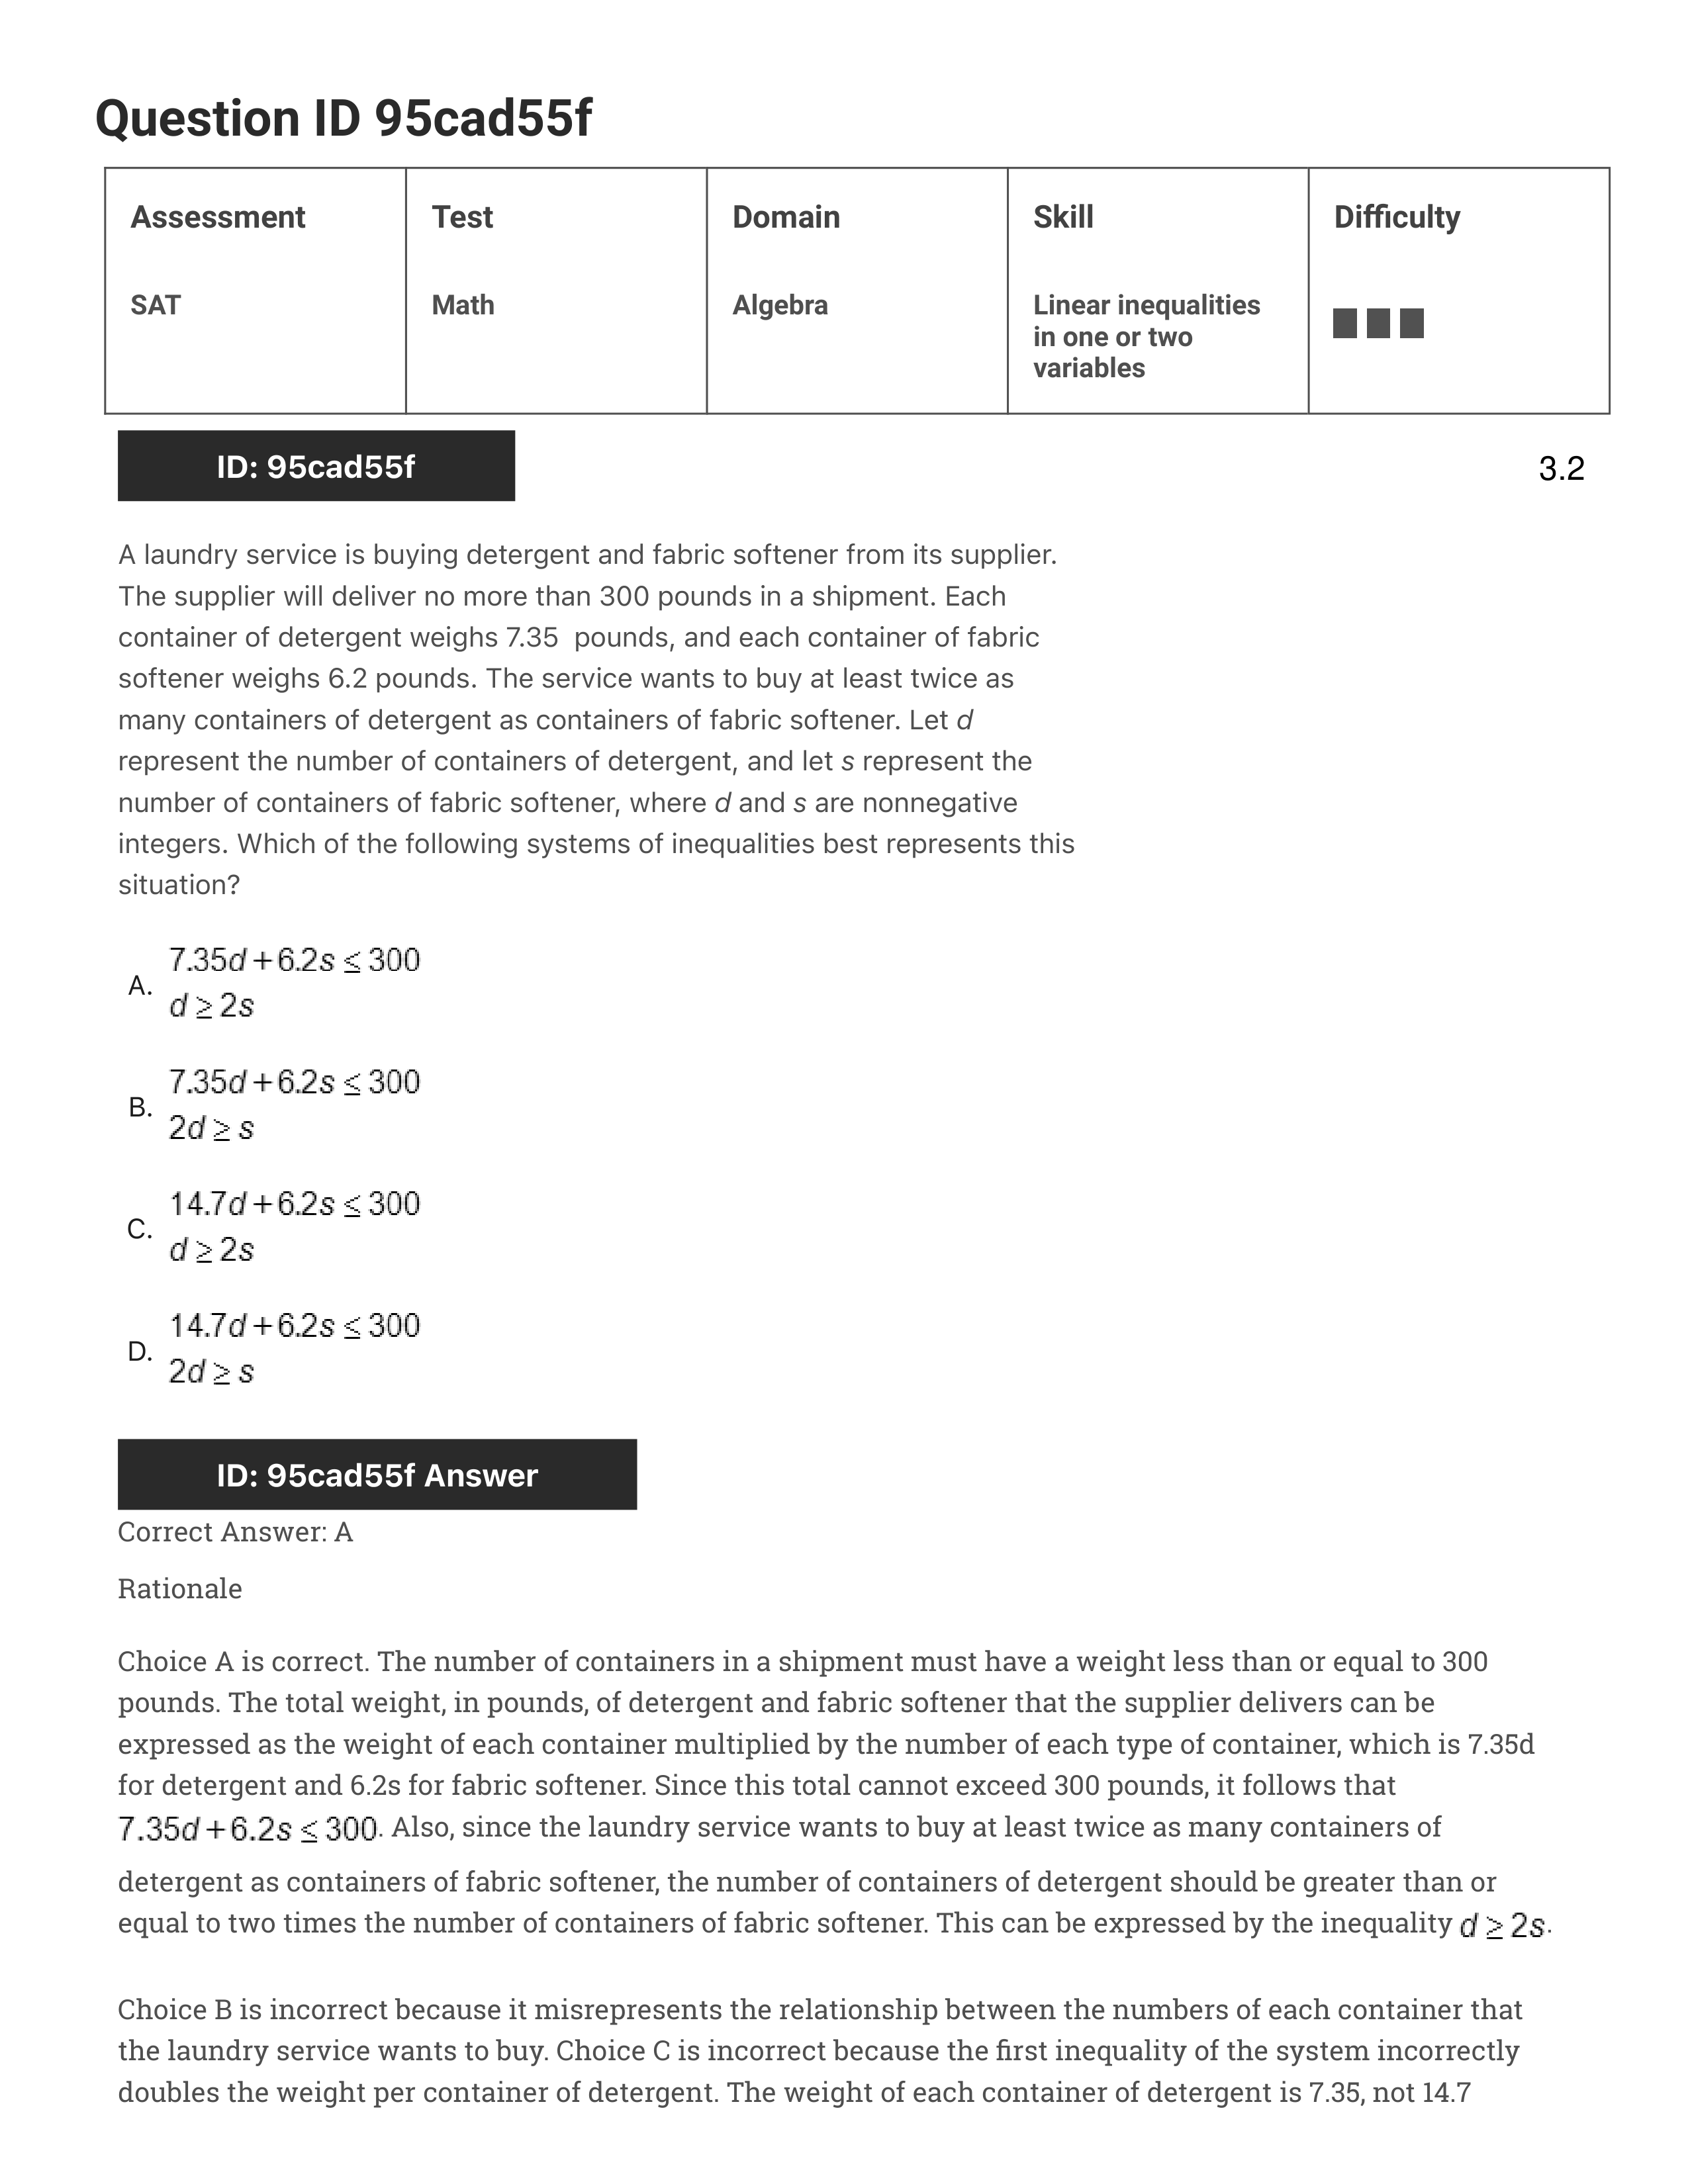 Question ID 95cad55f
Assessment
Test
Domain
Skill
Difficulty
SAT
Math
Algebra
Linear inequalities
in one or two
variables
ID: 95cad55f
3.2
A laundry service is buying detergent and fabric softener from its supplier.
The supplier will deliver no more than 300 pounds in a shipment. Each
container of detergent weighs 7.35 pounds, and each container of fabric
softener weighs 6.2 pounds. The service wants to buy at least twice as
many containers of detergent as containers of fabric softener. Let d
represent the number of containers of detergent, and let s represent the
number of containers of fabric softener, where d and s are nonnegative
integers. Which of the following systems of inequalities best represents this
situation?
A.
7.35d + 6.2s ≤ 300
d ≥ 2s
B.
7.35d + 6.2s ≤ 300
2d ≥ s
C.
14.7d + 6.2s ≤ 300
d ≥ 2s
D.
14.7d + 6.2s ≤ 300
2d ≥ s
ID: 95cad55f Answer
Correct Answer: A
Rationale
Choice A is correct. The number of containers in a shipment must have a weight less than or equal to 300
pounds. The total weight, in pounds, of detergent and fabric softener that the supplier delivers can be
expressed as the weight of each container multiplied by the number of each type of container, which is 7.35d
for detergent and 6.2s for fabric softener. Since this total cannot exceed 300 pounds, it follows that
7.35d + 6.2s ≤ 300. Also, since the laundry service wants to buy at least twice as many containers of
detergent as containers of fabric softener, the number of containers of detergent should be greater than or
equal to two times the number of containers of fabric softener. This can be expressed by the inequality d ≥ 2s.
Choice B is incorrect because it misrepresents the relationship between the numbers of each container that
the laundry service wants to buy. Choice C is incorrect because the first inequality of the system incorrectly
doubles the weight per container of detergent. The weight of each container of detergent is 7.35, not 14.7